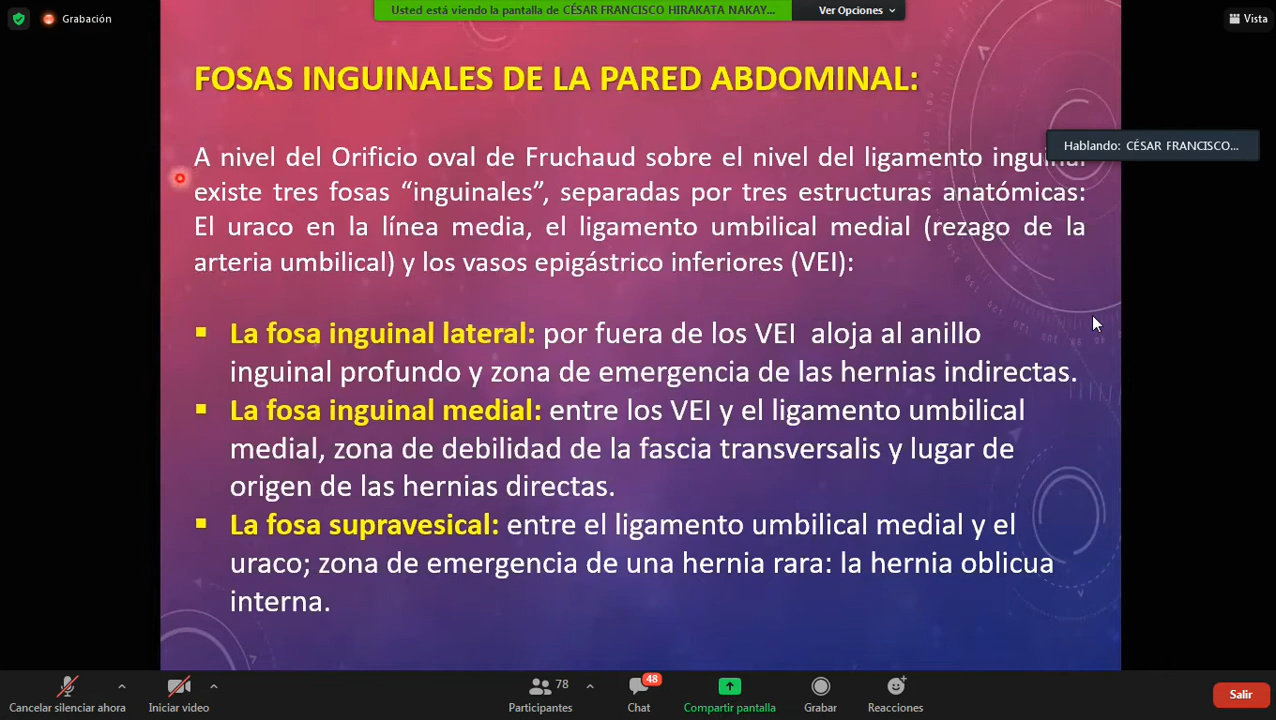 Grabación
Usted está viendo la pantalla de CÉSAR FRANCISCO HIRAKATA NAKAY...
Ver Opciones
Vista
FOSAS INGUINALES DE LA PARED ABDOMINAL:
Hablando: CÉSAR FRANCISCO...
A nivel del Orificio oval de Fruchaud sobre el nivel del ligamento inguinal
existe tres fosas “inguinales”, separadas por tres estructuras anatómicas:
El uraco en la línea media, el ligamento umbilical medial (rezago de la
arteria umbilical) y los vasos epigástrico inferiores (VEI):
▪ La fosa inguinal lateral: por fuera de los VEI aloja al anillo
inguinal profundo y zona de emergencia de las hernias indirectas.
▪ La fosa inguinal medial: entre los VEI y el ligamento umbilical
medial, zona de debilidad de la fascia transversalis y lugar de
origen de las hernias directas.
▪ La fosa supravesical: entre el ligamento umbilical medial y el
uraco; zona de emergencia de una hernia rara: la hernia oblicua
interna.
Cancelar silenciar ahora
Iniciar video
78
Participantes
48
Chat
Compartir pantalla
Grabar
Reacciones
Salir